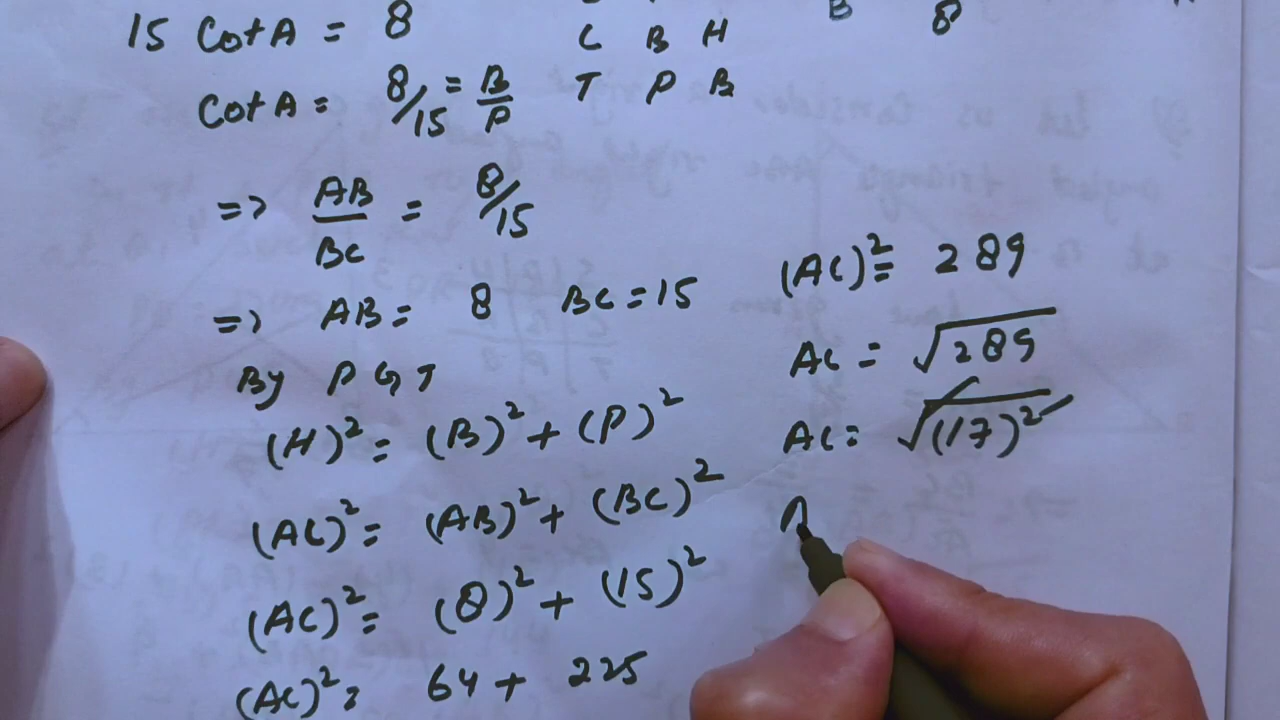 15 Cot A = 8
C B H
B 8
Cot A = 8/15 = B/P
T P B
=> AB/BC = 8/15
=> AB = 8 BC = 15
By P G T
(H)² = (B)² + (P)²
(AC)² = (AB)² + (BC)²
(AC)² = (8)² + (15)²
(AC)² = 64 + 225
(AC)² = 289
AC = √289
AC = √(17)²
A